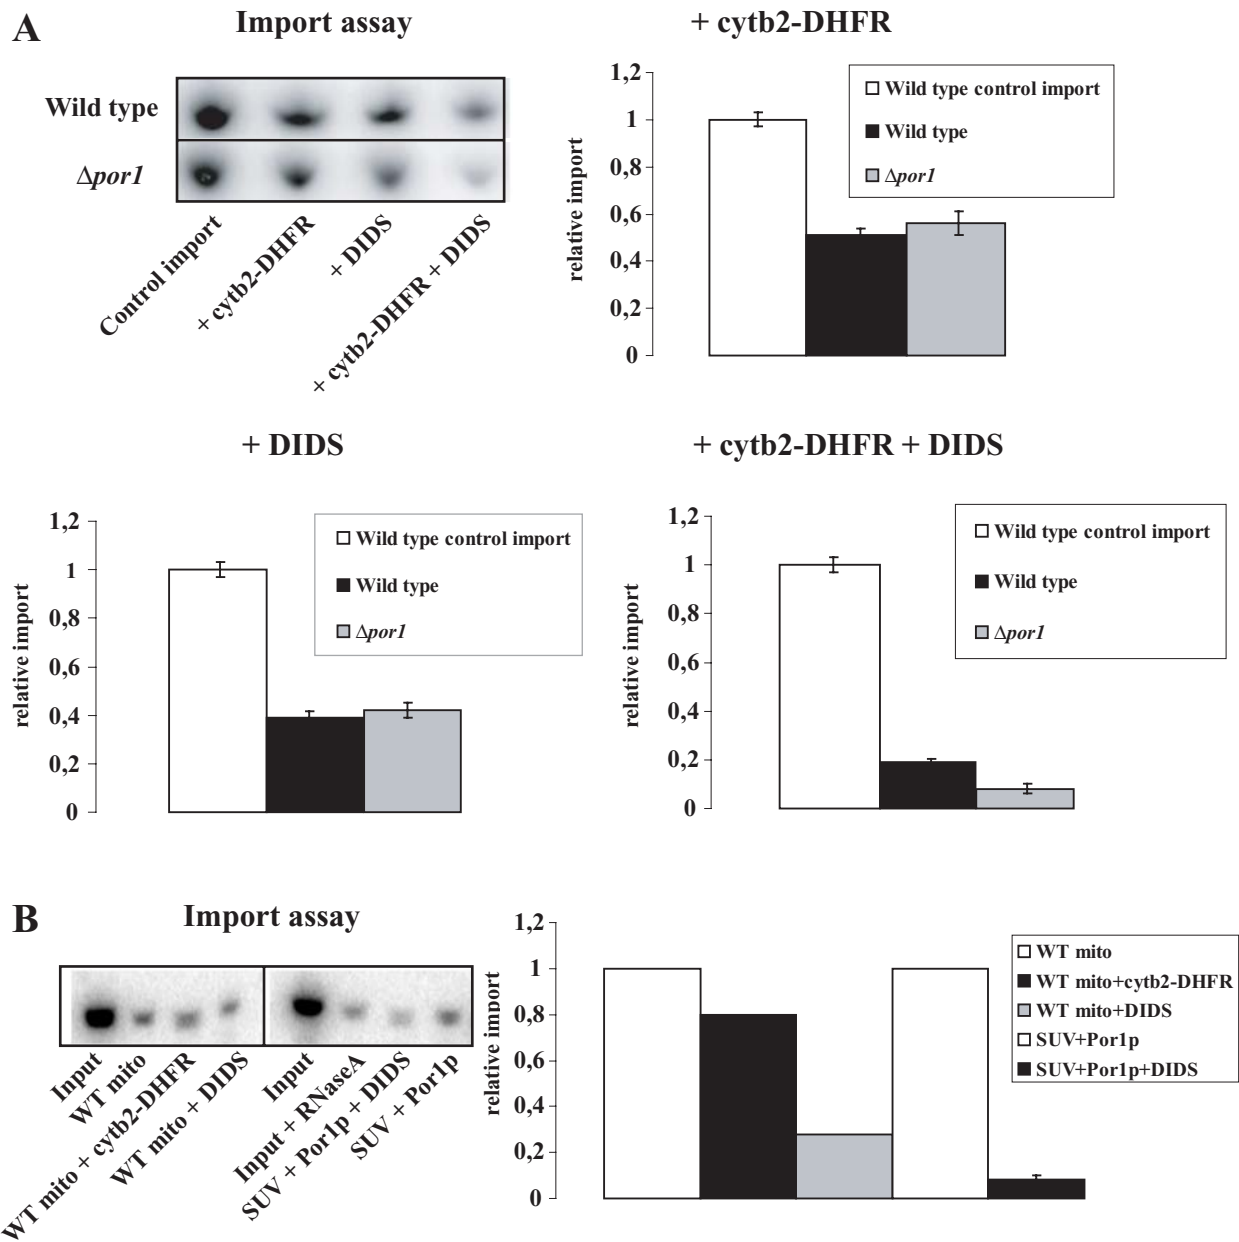 A
Import assay
Wild type
Δpor1
Control import
+ cytb2-DHFR
+ DIDS
+ cytb2-DHFR + DIDS
+ cytb2-DHFR
relative import
1,2
1
0,8
0,6
0,4
0,2
0
Wild type control import
Wild type
Δpor1
+ DIDS
relative import
1,2
1
0,8
0,6
0,4
0,2
0
Wild type control import
Wild type
Δpor1
+ cytb2-DHFR + DIDS
relative import
1,2
1
0,8
0,6
0,4
0,2
0
Wild type control import
Wild type
Δpor1
B
Import assay
Input
WT mito
WT mito + cytb2-DHFR
WT mito + DIDS
Input
Input + RNaseA
SUV + Por1p + DIDS
SUV + Por1p
relative import
1,2
1
0,8
0,6
0,4
0,2
0
WT mito
WT mito+cytb2-DHFR
WT mito+DIDS
SUV+Por1p
SUV+Por1p+DIDS